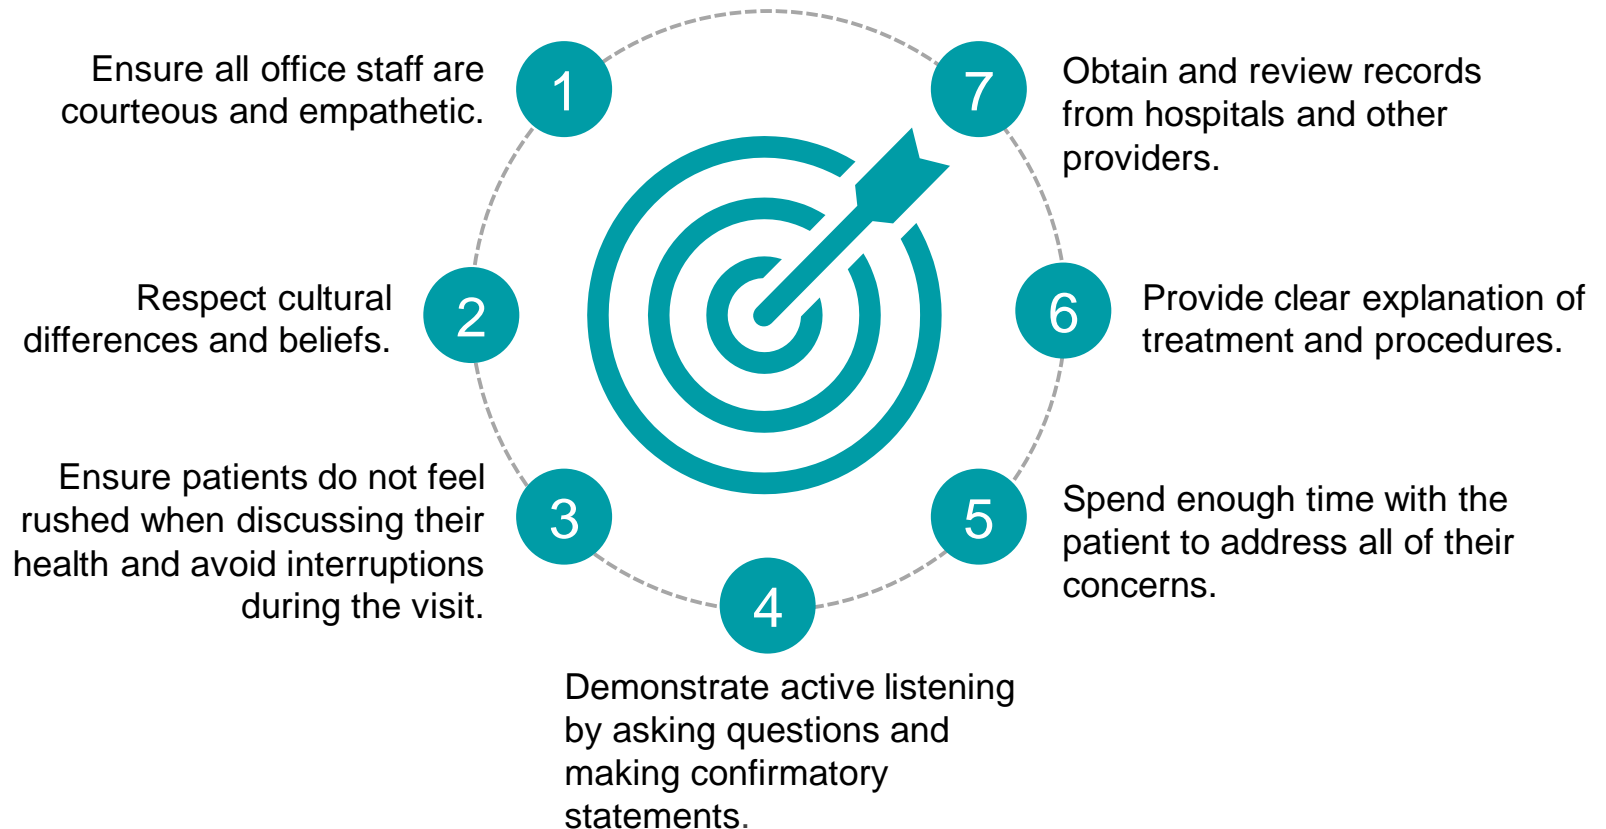 1
Ensure all office staff are
courteous and empathetic.
2
Respect cultural
differences and beliefs.
3
Ensure patients do not feel
rushed when discussing their
health and avoid interruptions
during the visit.
4
Demonstrate active listening
by asking questions and
making confirmatory
statements.
5
Spend enough time with the
patient to address all of their
concerns.
6
Provide clear explanation of
treatment and procedures.
7
Obtain and review records
from hospitals and other
providers.